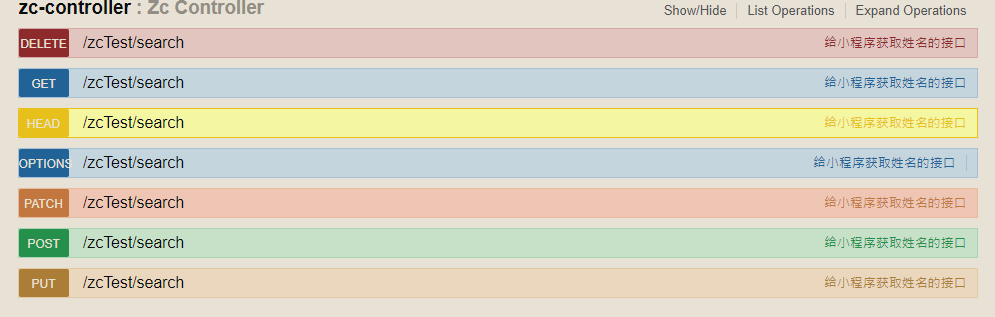 zc-controller : Zc Controller Show/Hide List Operations Expand Operations
DELETE /zcTest/search 给小程序获取姓名的接口
GET /zcTest/search 给小程序获取姓名的接口
HEAD /zcTest/search 给小程序获取姓名的接口
OPTIONS /zcTest/search 给小程序获取姓名的接口
PATCH /zcTest/search 给小程序获取姓名的接口
POST /zcTest/search 给小程序获取姓名的接口
PUT /zcTest/search 给小程序获取姓名的接口